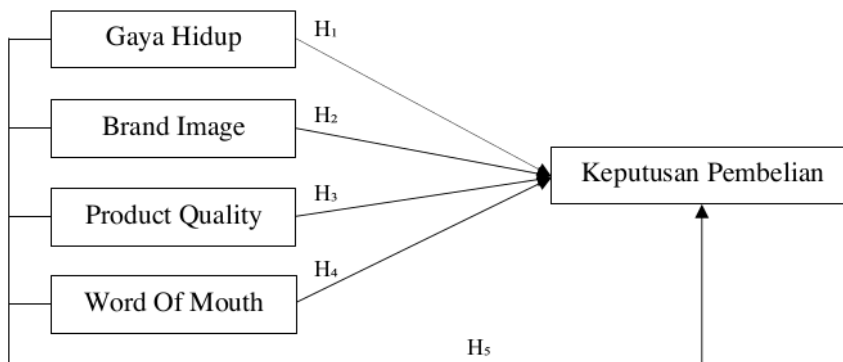 Gaya Hidup
H₁
Brand Image
H₂
Keputusan Pembelian
Product Quality
H₃
Word Of Mouth
H₄
H₅